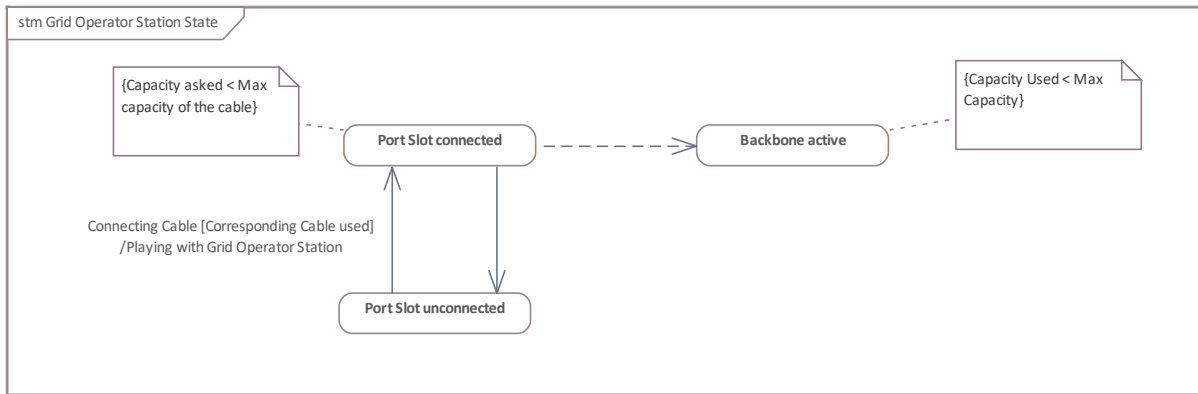 stm Grid Operator Station State
{Capacity asked < Max
capacity of the cable}
{Capacity Used < Max
Capacity}
Port Slot connected
Backbone active
Connecting Cable [Corresponding Cable used]
/Playing with Grid Operator Station
Port Slot unconnected